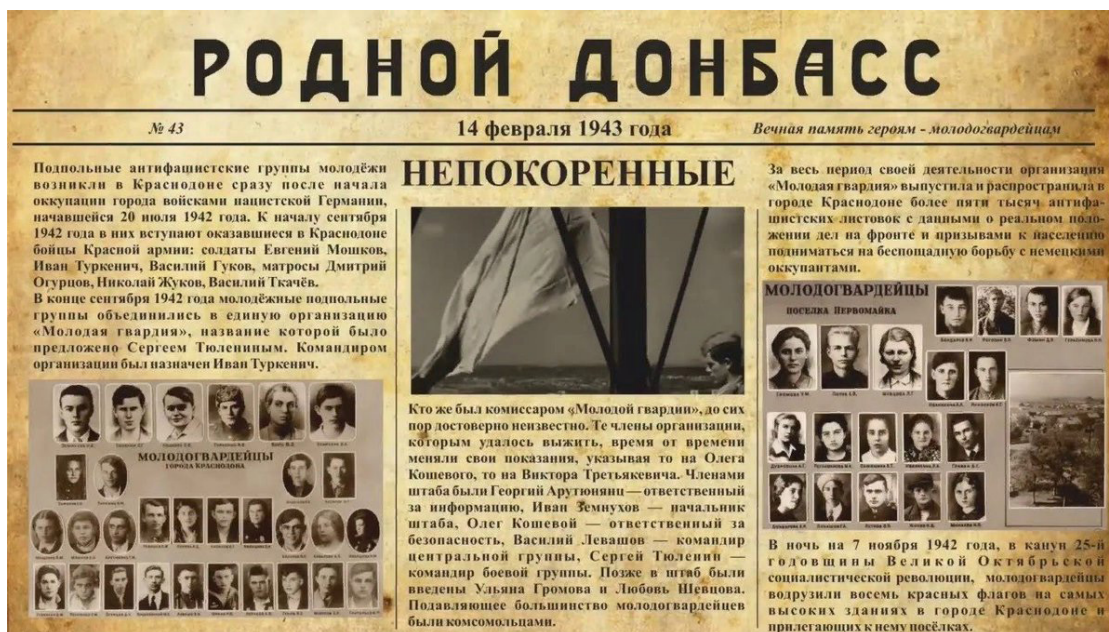 РОДНОЙ ДОНБАСС
№ 43
14 февраля 1943 года
Вечная память героям - молодогвардейцам
Подпольные антифашистские группы молодёжи
возникли в Краснодоне сразу после начала
оккупации города войсками нацистской Германии,
начавшейся 20 июля 1942 года. К началу сентября
1942 года в них вступают оказавшиеся в Краснодоне
бойцы Красной армии: солдаты Евгений Мошков,
Иван Туркенич, Василий Гуков, матросы Дмитрий
Огурцов, Николай Жуков, Василий Ткачёв.
В конце сентября 1942 года молодёжные подпольные
группы объединились в единую организацию
«Молодая гвардия», название которой было
предложено Сергеем Тюлениным. Командиром
организации был назначен Иван Туркенич.
МОЛОДОГВАРДЕЙЦЫ
ГОРОДА КРАСНОДОНА
НЕПОКОРЕННЫЕ
Кто же был комиссаром «Молодой гвардии», до сих
пор достоверно неизвестно. Те члены организации,
которым удалось выжить, время от времени
меняли свои показания, указывая то на Олега
Кошевого, то на Виктора Третьякевича. Членами
штаба были Георгий Арутюнянц — ответственный
за информацию, Иван Земнухов — начальник
штаба, Олег Кошевой — ответственный за
безопасность, Василий Левашов — командир
центральной группы, Сергей Тюленин —
командир боевой группы. Позже в штаб были
введены Ульяна Громова и Любовь Шевцова.
Подавляющее большинство молодогвардейцев
были комсомольцами.
За весь период своей деятельности организация
«Молодая гвардия» выпустила и распространила в
городе Краснодоне более пяти тысяч антифа-
шистских листовок с данными о реальном поло-
жении дел на фронте и призывами к населению
подниматься на беспощадную борьбу с немецкими
оккупантами.
МОЛОДОГВАРДЕЙЦЫ
ПОСЕЛКА ПЕРВОМАЙКА
В ночь на 7 ноября 1942 года, в канун 25-й
годовщины Великой Октябрьской
социалистической революции, молодогвардейцы
водрузили восемь красных флагов на самых
высоких зданиях в городе Краснодоне и
прилегающих к нему посёлках.